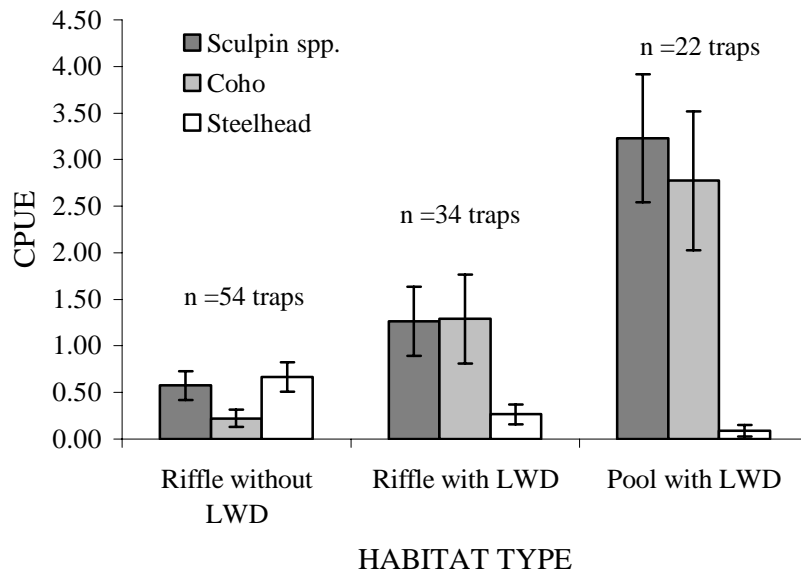 4.50
4.00
3.50
3.00
2.50
2.00
1.50
1.00
0.50
0.00
CPUE
Sculpin spp.
Coho
Steelhead
n =54 traps
n =34 traps
n =22 traps
Riffle without
LWD
Riffle with LWD
Pool with LWD
HABITAT TYPE